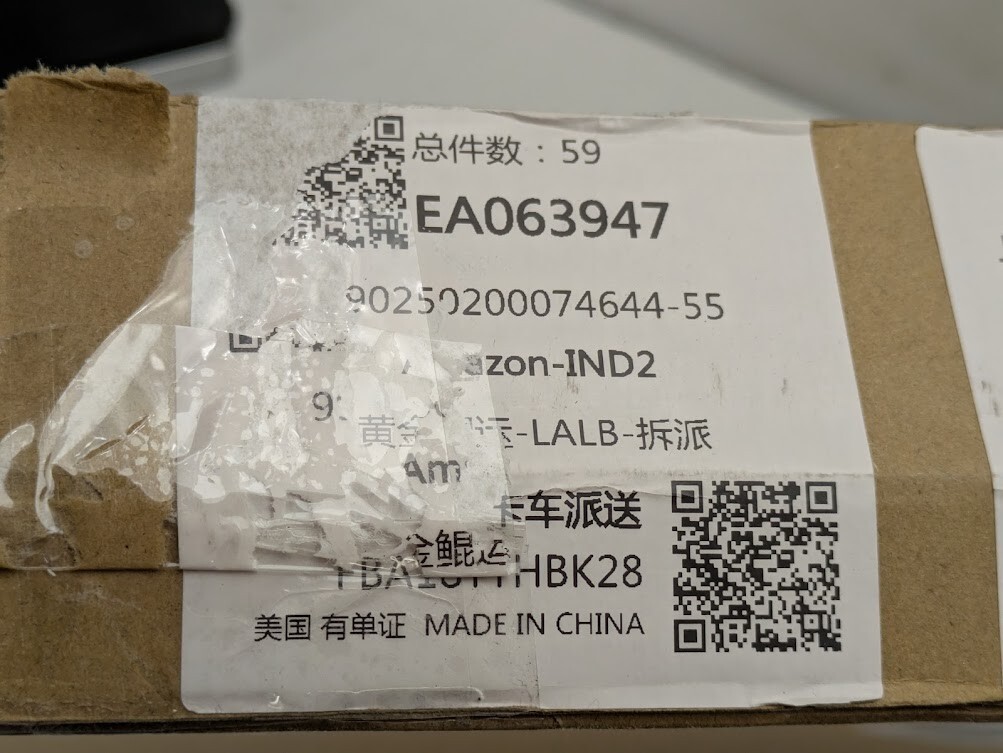 总件数：59
EA063947
90250200074644-55
azon-IND2
-LALB-拆派
Am
卡车派送
HBK28
美国 有单证 MADE IN CHINA